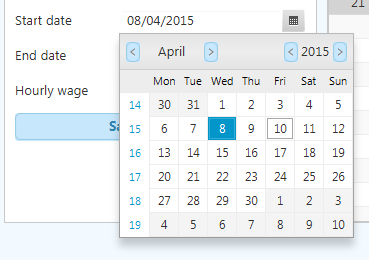 21
Start date 08/04/2015
End date
Hourly wage
Sa
April 2015
Mon Tue Wed Thu Fri Sat Sun
14 30 31 1 2 3 4 5
15 6 7 8 9 10 11 12
16 13 14 15 16 17 18 19
17 20 21 22 23 24 25 26
18 27 28 29 30 1 2 3
19 4 5 6 7 8 9 10